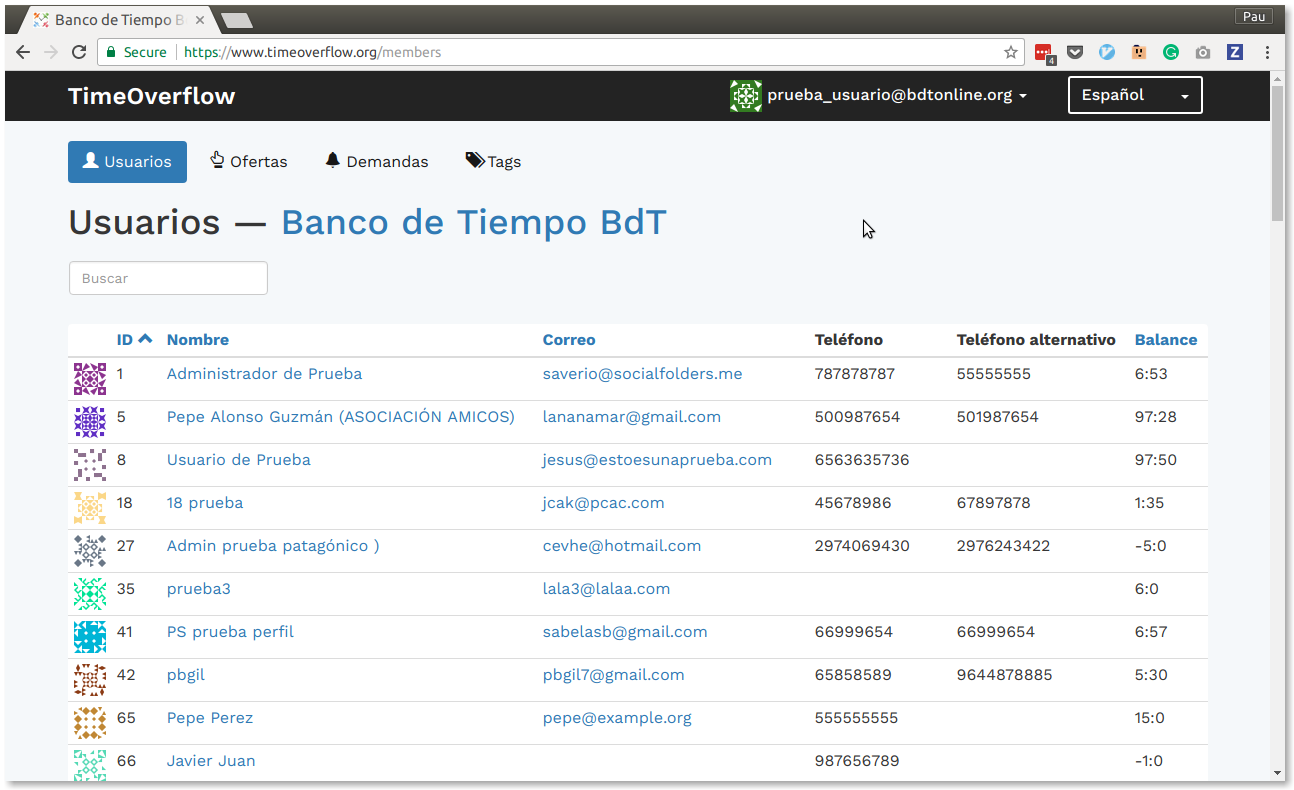 Banco de Tiempo B
Pau
Secure https://www.timeoverflow.org/members
4
Z
TimeOverflow prueba_usuario@bdtonline.org Español
Usuarios Ofertas Demandas Tags
Usuarios — Banco de Tiempo BdT
Buscar
ID Nombre Correo Teléfono Teléfono alternativo Balance
1 Administrador de Prueba saverio@socialfolders.me 787878787 55555555 6:53
5 Pepe Alonso Guzmán (ASOCIACIÓN AMICOS) lananamar@gmail.com 500987654 501987654 97:28
8 Usuario de Prueba jesus@estoesunaprueba.com 6563635736 97:50
18 18 prueba jcak@pcac.com 45678986 67897878 1:35
27 Admin prueba patagónico ) cevhe@hotmail.com 2974069430 2976243422 -5:0
35 prueba3 lala3@lalaa.com 6:0
41 PS prueba perfil sabelasb@gmail.com 66999654 66999654 6:57
42 pbgil pbgil7@gmail.com 65858589 9644878885 5:30
65 Pepe Perez pepe@example.org 555555555 15:0
66 Javier Juan 987656789 -1:0